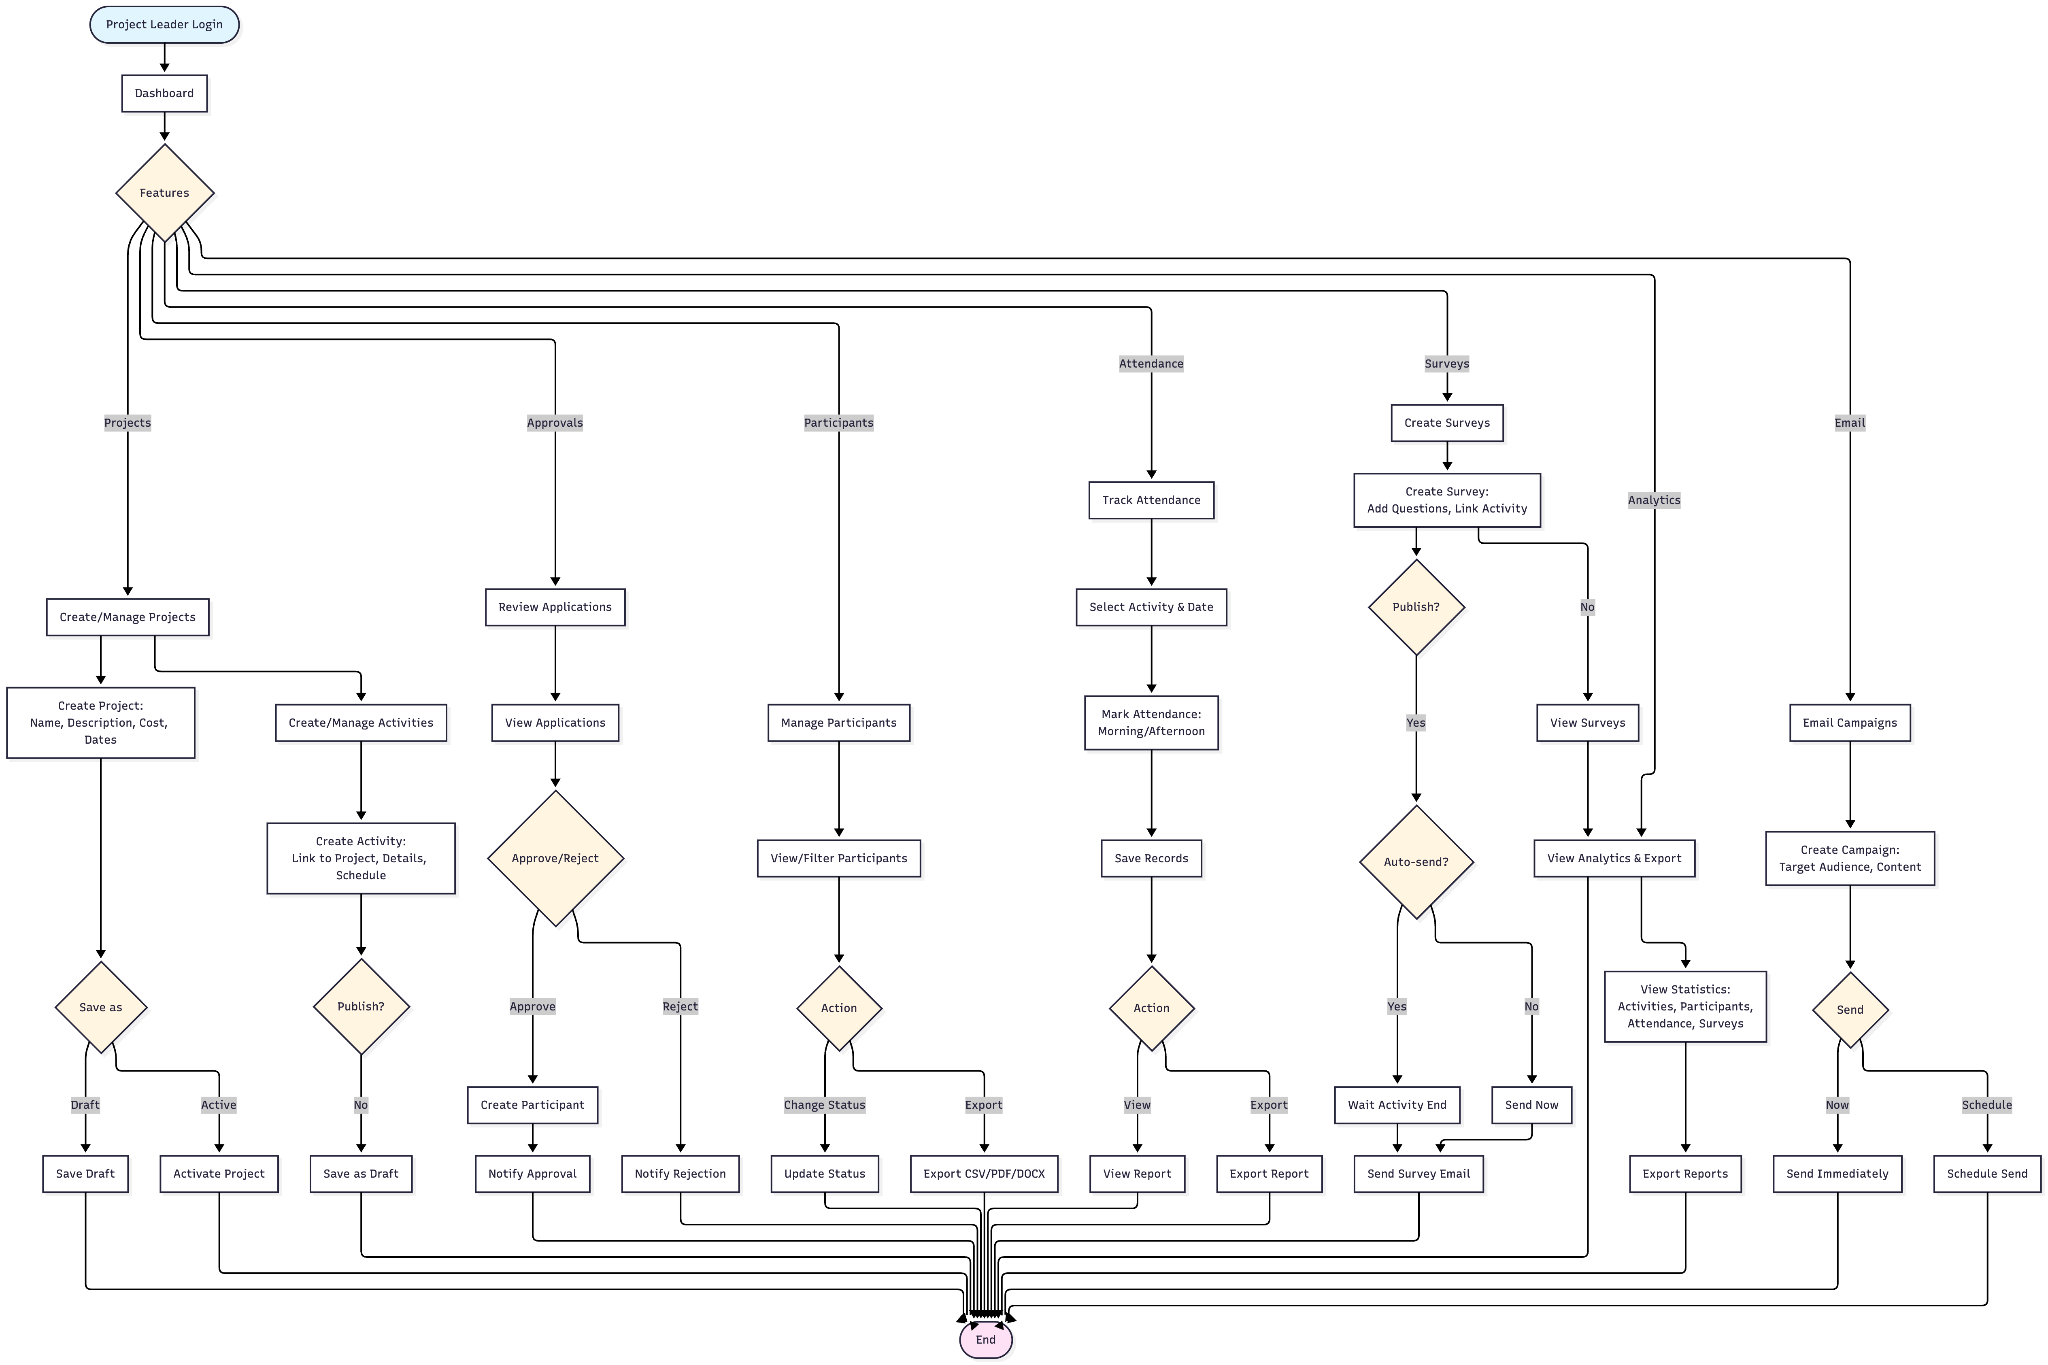 Project Leader Login
Dashboard
Features
Attendance
Surveys
Projects
Approvals
Participants
Create Surveys
Email
Track Attendance
Create Survey:
Add Questions, Link Activity
Analytics
Create/Manage Projects
Review Applications
Select Activity & Date
Publish?
No
Create Project:
Name, Description, Cost,
Dates
Create/Manage Activities
View Applications
Manage Participants
Mark Attendance:
Morning/Afternoon
Yes
View Surveys
Email Campaigns
Create Activity:
Link to Project, Details,
Schedule
Approve/Reject
View/Filter Participants
Save Records
Auto-send?
View Analytics & Export
Create Campaign:
Target Audience, Content
Save as
Publish?
Approve
Reject
Action
Action
Yes
No
View Statistics:
Activities, Participants,
Attendance, Surveys
Send
Draft
Active
No
Create Participant
Change Status
Export
View
Export
Wait Activity End
Send Now
Now
Schedule
Save Draft
Activate Project
Save as Draft
Notify Approval
Notify Rejection
Update Status
Export CSV/PDF/DOCX
View Report
Export Report
Send Survey Email
Export Reports
Send Immediately
Schedule Send
End